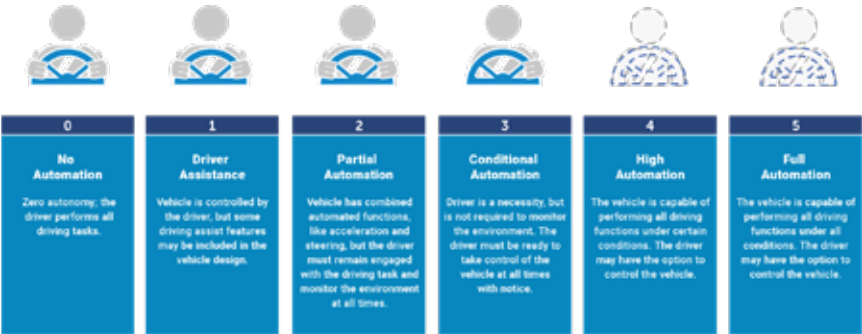 0
No
Automation
Zero autonomy; the
driver performs all
driving tasks.
1
Driver
Assistance
Vehicle is controlled by
the driver, but some
driving assist features
may be included in the
vehicle design.
2
Partial
Automation
Vehicle has combined
automated functions,
like acceleration and
steering, but the driver
must remain engaged
with the driving task and
monitor the environment
at all times.
3
Conditional
Automation
Driver is a necessity, but
is not required to monitor
the environment. The
driver must be ready to
take control of the
vehicle at all times
with notice.
4
High
Automation
The vehicle is capable of
performing all driving
functions under certain
conditions. The driver
may have the option to
control the vehicle.
5
Full
Automation
The vehicle is capable of
performing all driving
functions under all
conditions. The driver
may have the option to
control the vehicle.